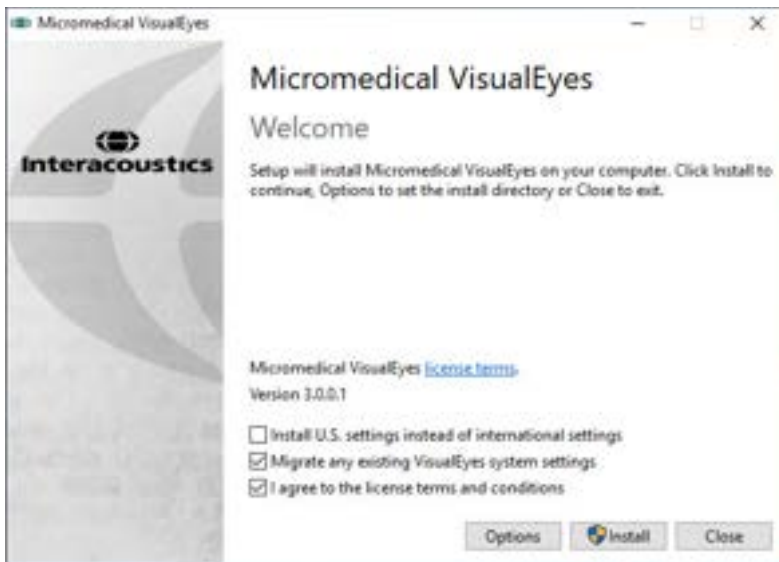 Micromedical VisualEyes
Interacoustics
Micromedical VisualEyes
Welcome
Setup will install Micromedical VisualEyes on your computer. Click Install to
continue, Options to set the install directory or Close to exit.
Micromedical VisualEyes license terms.
Version 3.0.0.1
Install U.S. settings instead of international settings
Migrate any existing VisualEyes system settings
I agree to the license terms and conditions
Options Install Close